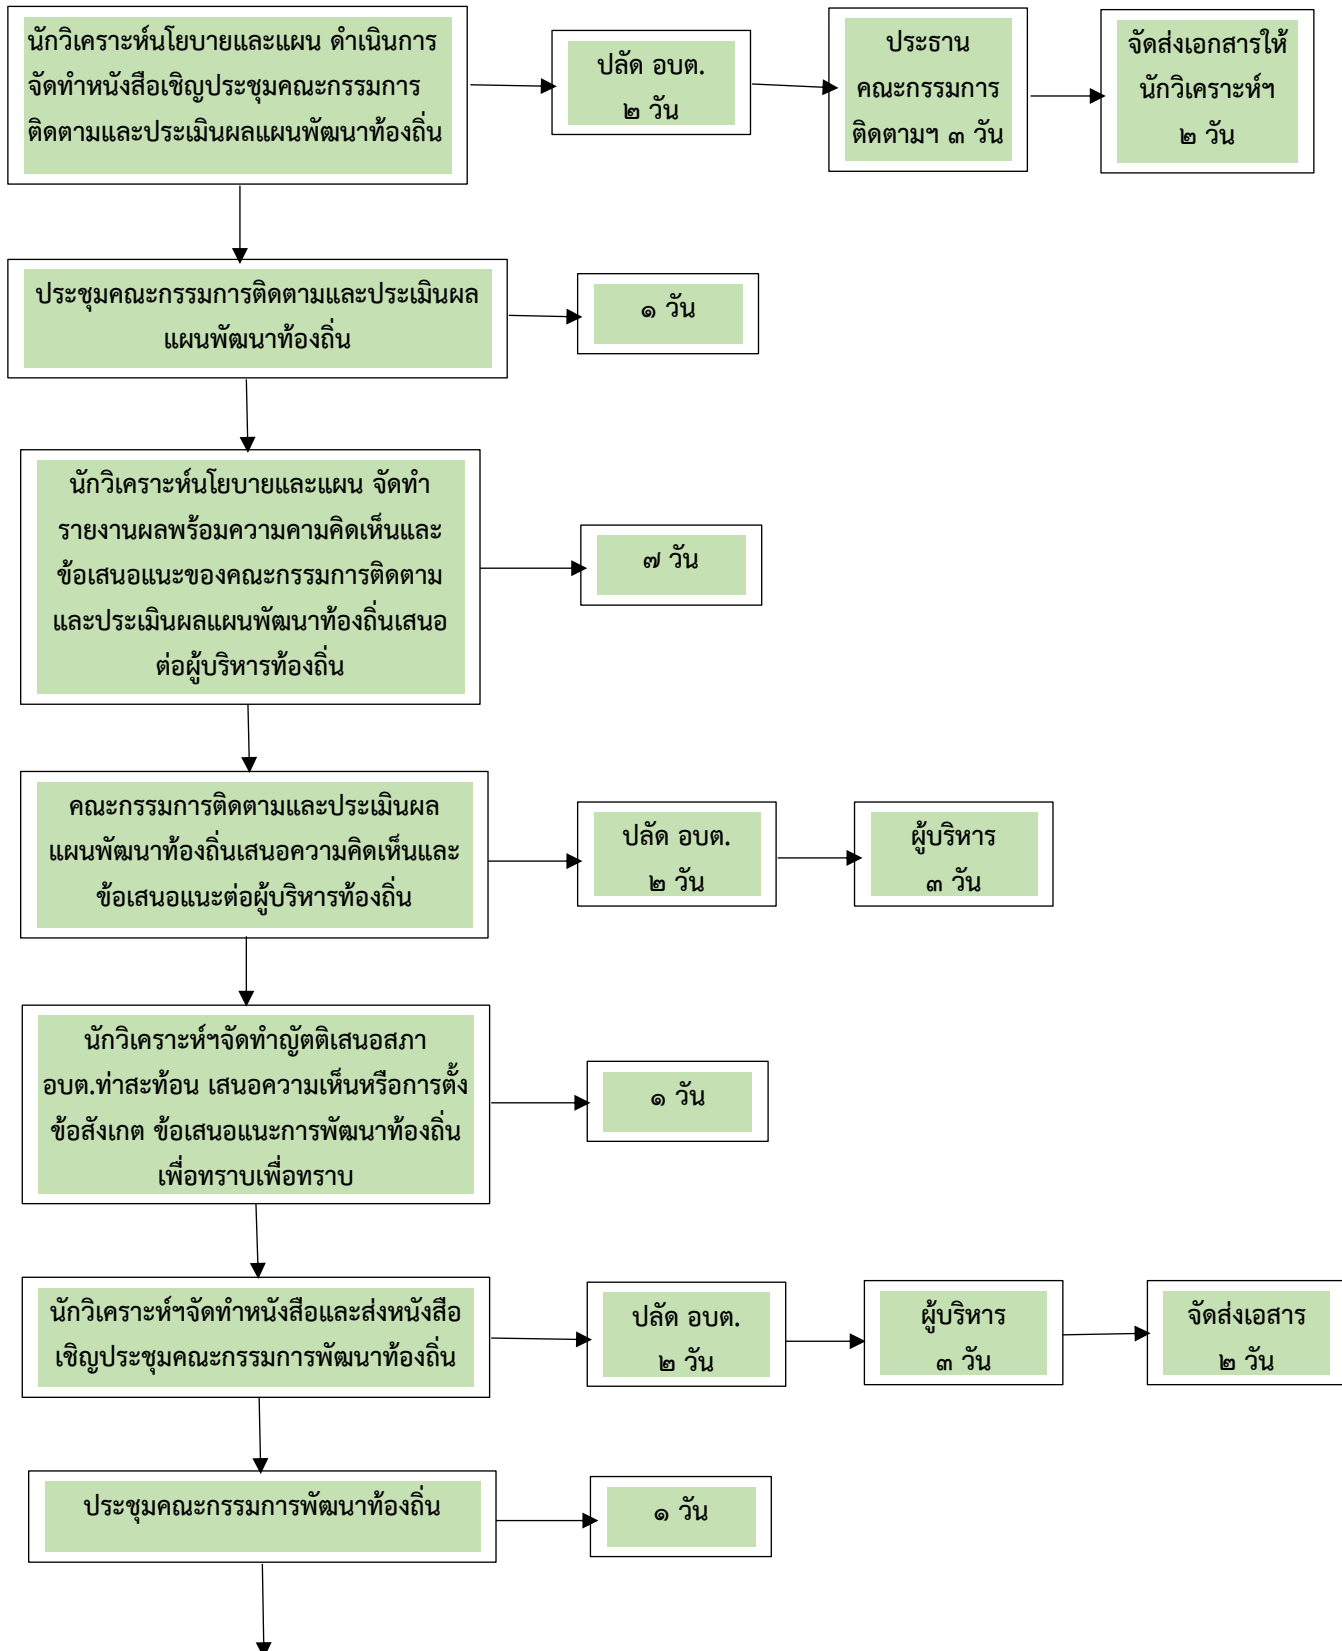 นักวิเคราะห์นโยบายและแผน ดำเนินการ
จัดทำหนังสือเชิญประชุมคณะกรรมการ
ติดตามและประเมินผลแผนพัฒนาท้องถิ่น
ปลัด อบต.
๒ วัน
ประธาน
คณะกรรมการ
ติดตามฯ ๓ วัน
จัดส่งเอกสารให้
นักวิเคราะห์ฯ
๒ วัน
ประชุมคณะกรรมการติดตามและประเมินผล
แผนพัฒนาท้องถิ่น
๑ วัน
นักวิเคราะห์นโยบายและแผน จัดทำ
รายงานผลพร้อมความคามคิดเห็นและ
ข้อเสนอแนะของคณะกรรมการติดตาม
และประเมินผลแผนพัฒนาท้องถิ่นเสนอ
ต่อผู้บริหารท้องถิ่น
๗ วัน
คณะกรรมการติดตามและประเมินผล
แผนพัฒนาท้องถิ่นเสนอความคิดเห็นและ
ข้อเสนอแนะต่อผู้บริหารท้องถิ่น
ปลัด อบต.
๒ วัน
ผู้บริหาร
๓ วัน
นักวิเคราะห์ฯจัดทำญัตติเสนอสภา
อบต.ท่าสะท้อน เสนอความเห็นหรือการตั้ง
ข้อสังเกต ข้อเสนอแนะการพัฒนาท้องถิ่น
เพื่อทราบเพื่อทราบ
๑ วัน
นักวิเคราะห์ฯจัดทำหนังสือและส่งหนังสือ
เชิญประชุมคณะกรรมการพัฒนาท้องถิ่น
ปลัด อบต.
๒ วัน
ผู้บริหาร
๓ วัน
จัดส่งเอสาร
๒ วัน
ประชุมคณะกรรมการพัฒนาท้องถิ่น
๑ วัน